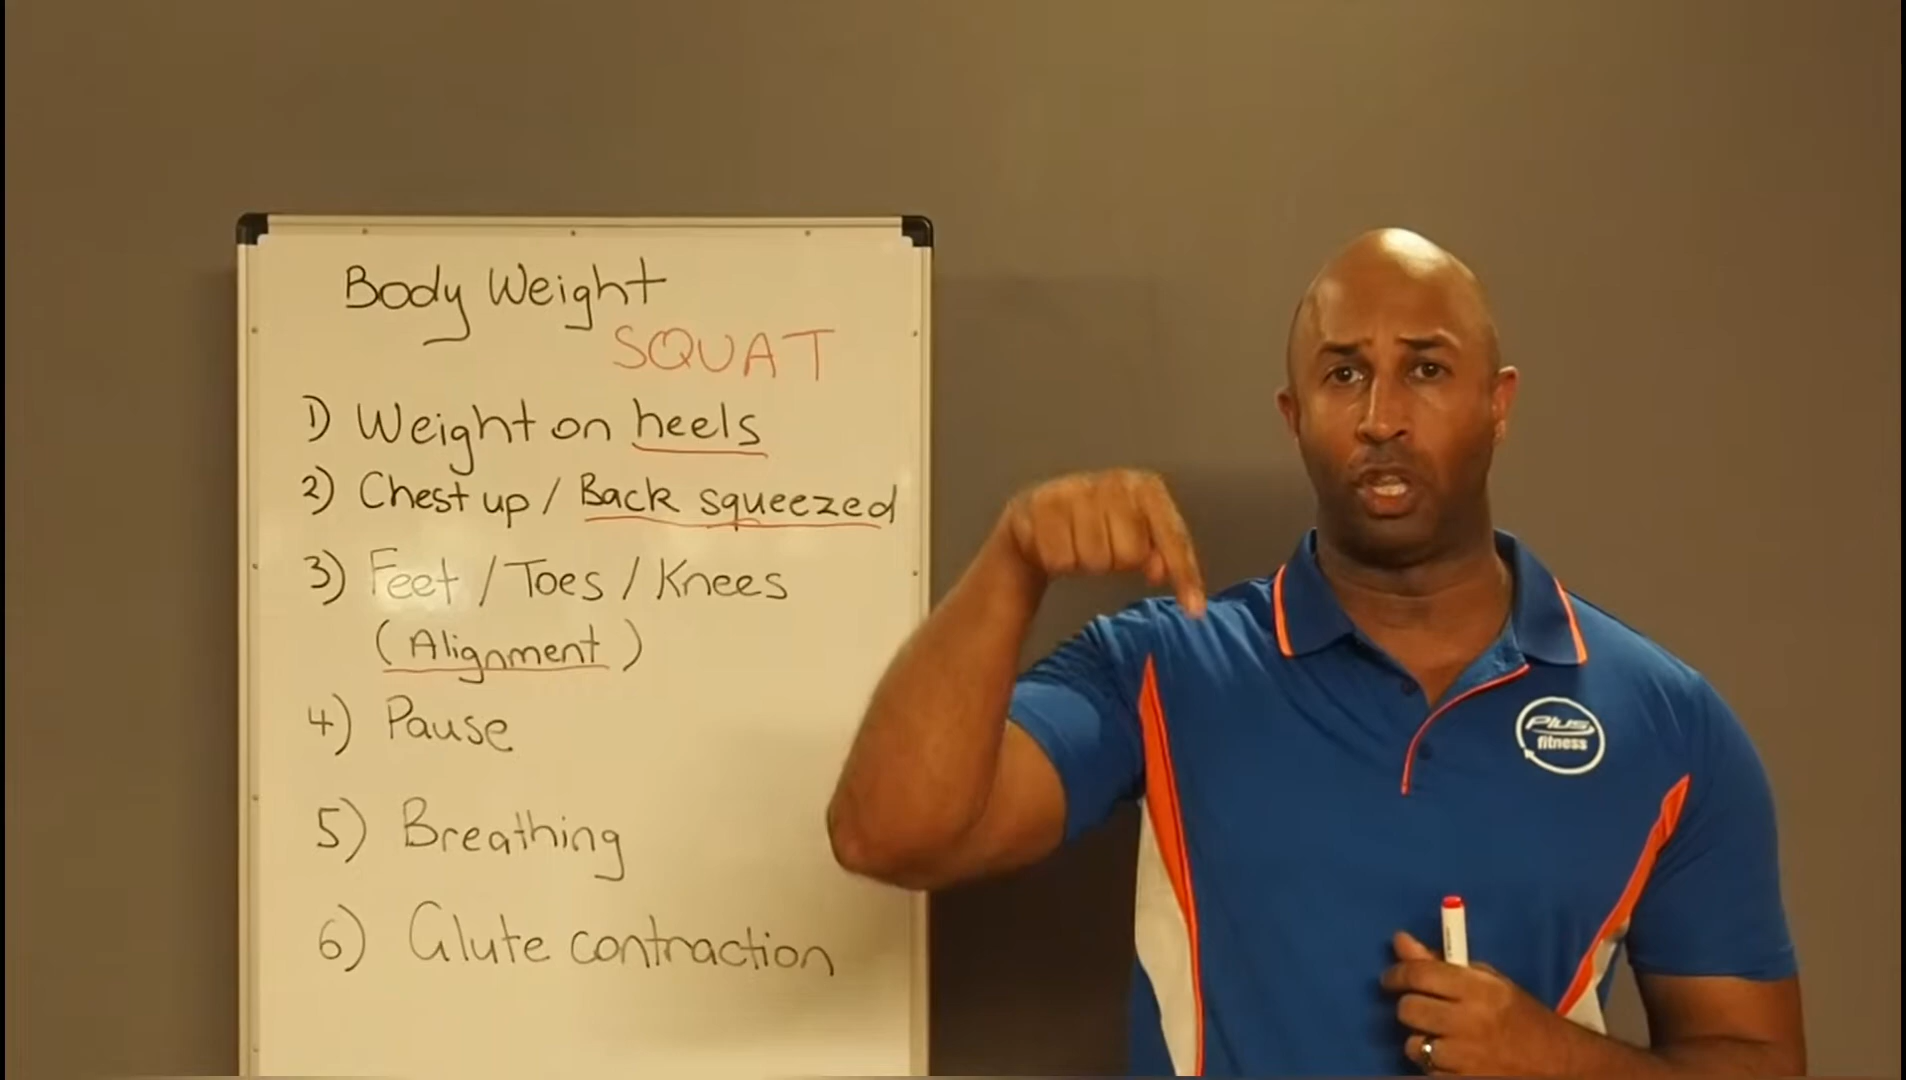 Body Weight
SQUAT
1) Weight on heels
2) Chest up / Back squeezed
3) Feet / Toes / Knees
(Alignment)
4) Pause
5) Breathing
6) Glute contraction
Plus
fitness